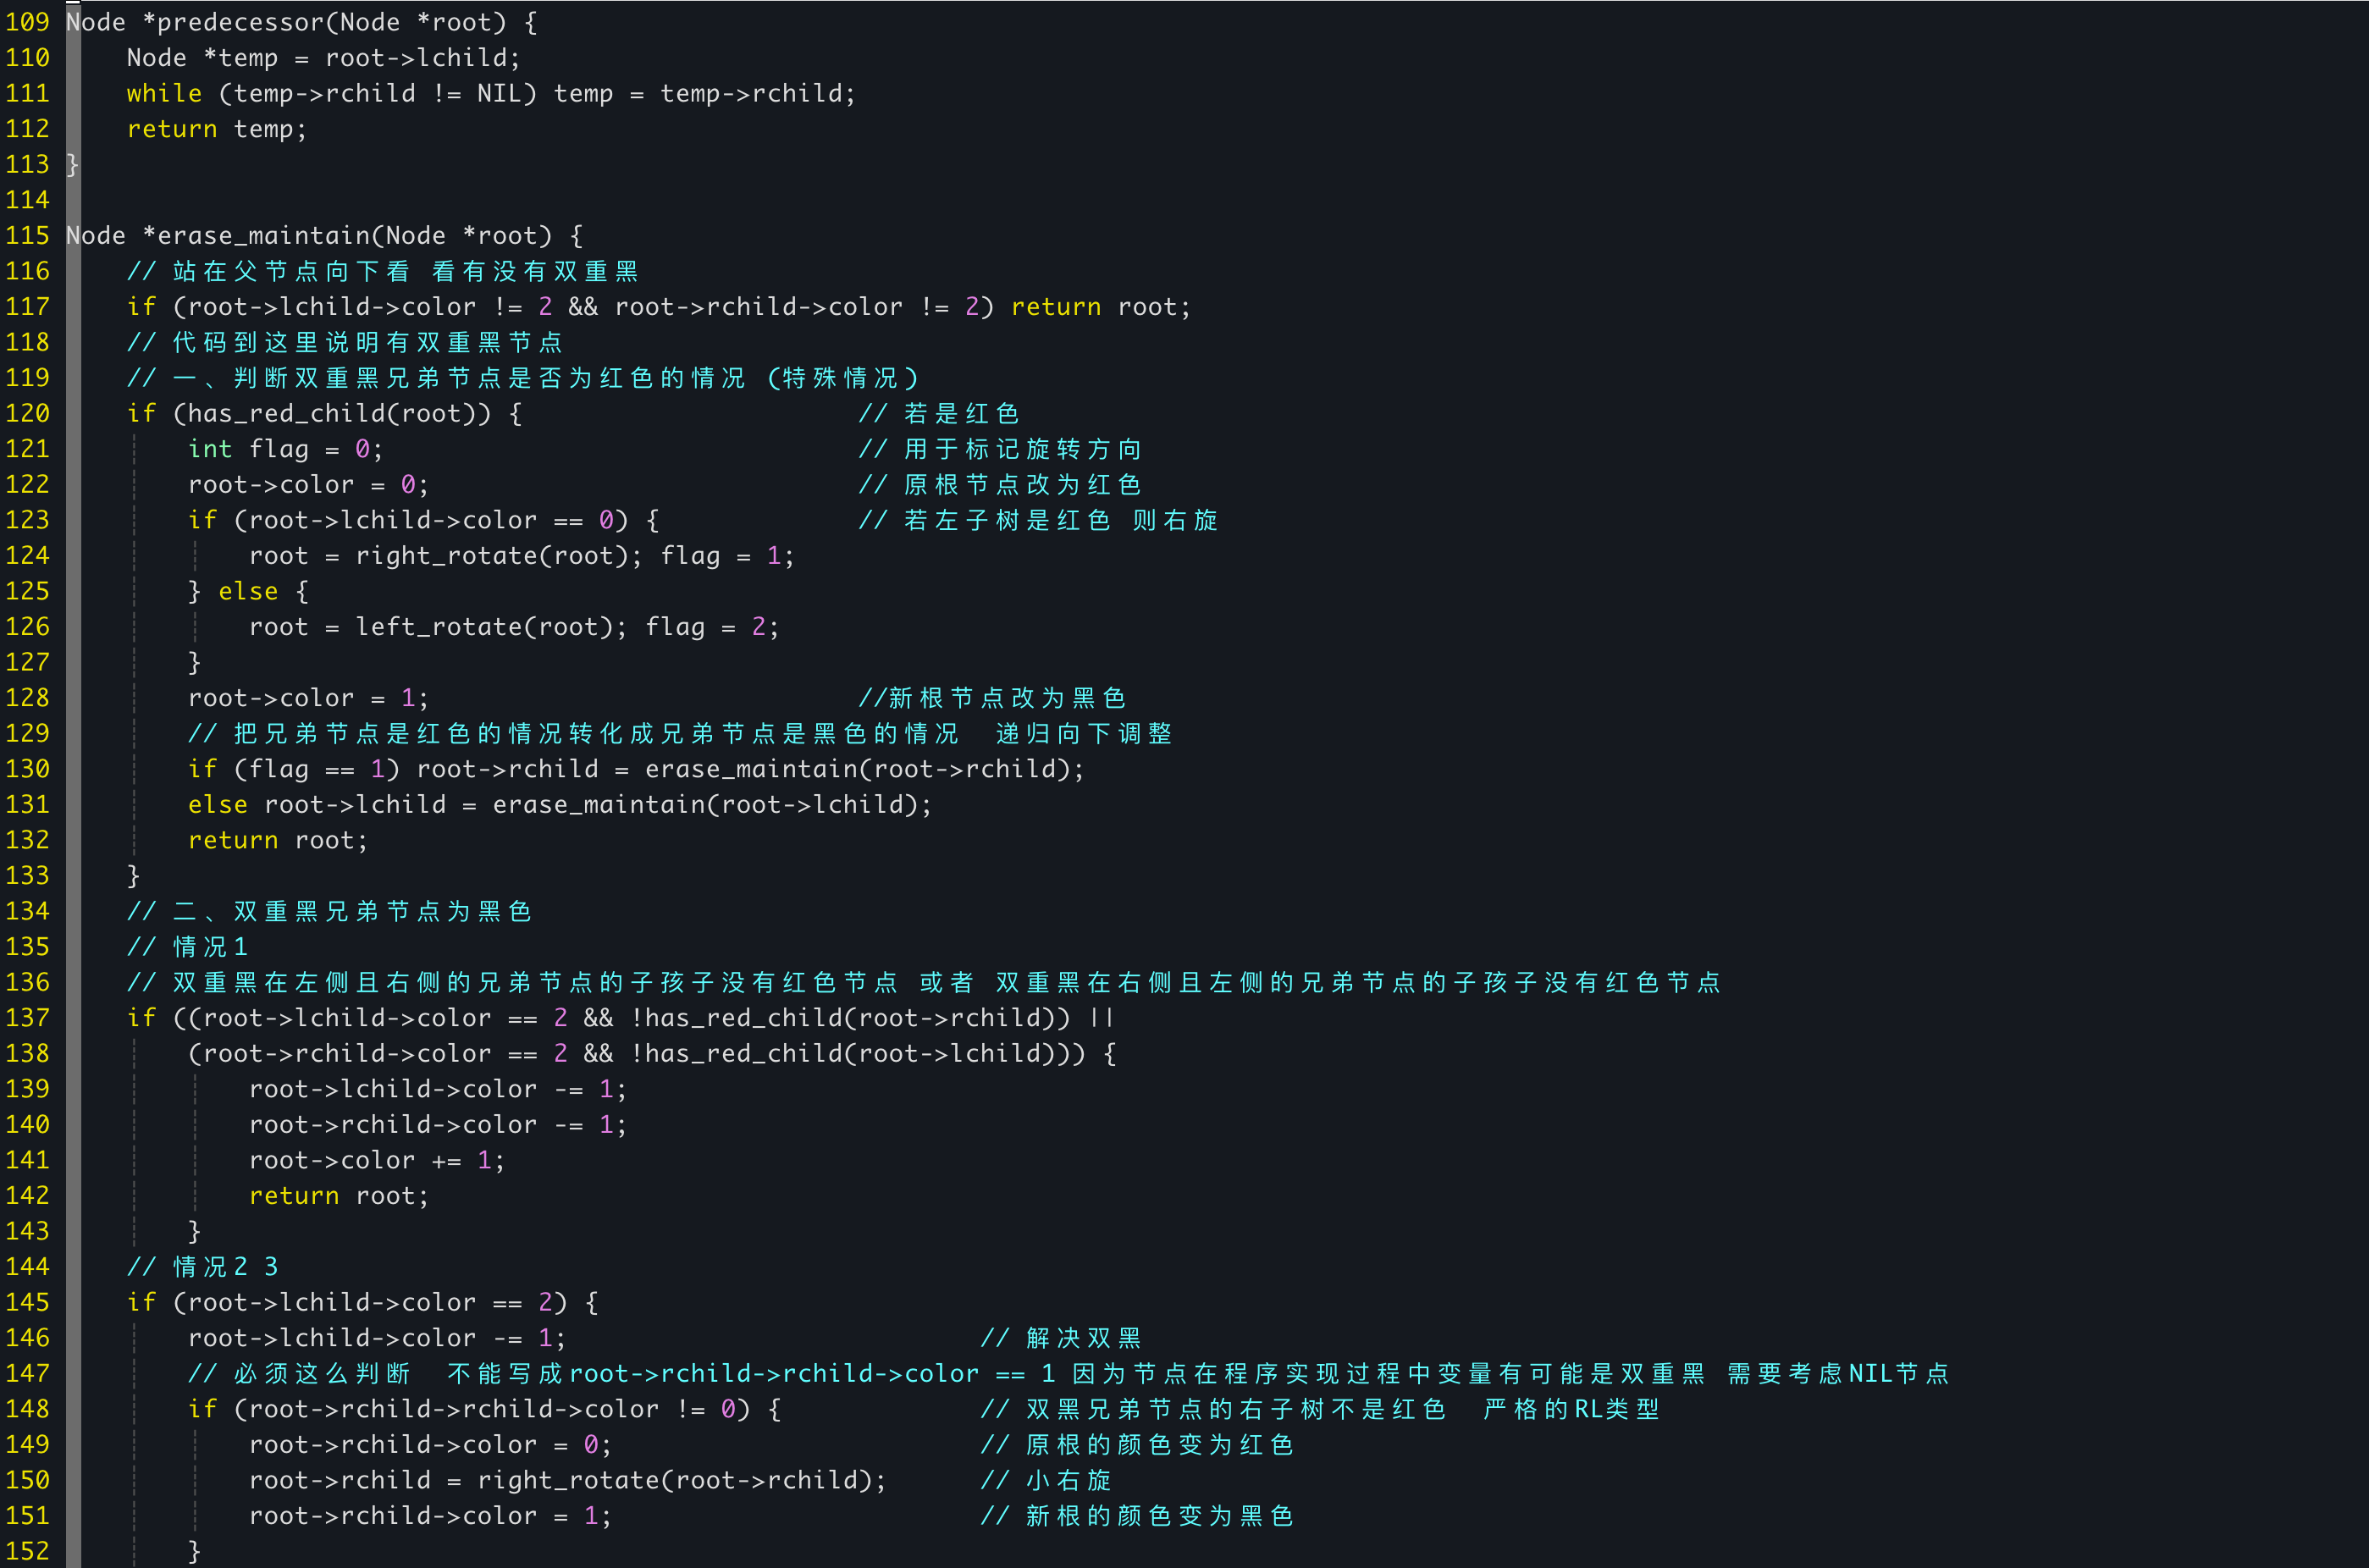 109 Node *predecessor(Node *root) {
110     Node *temp = root->lchild;
111     while (temp->rchild != NIL) temp = temp->rchild;
112     return temp;
113 }
114
115 Node *erase_maintain(Node *root) {
116     // 站在父节点向下看 看有没有双重黑
117     if (root->lchild->color != 2 && root->rchild->color != 2) return root;
118     // 代码到这里说明有双重黑节点
119     // 一、判断双重黑兄弟节点是否为红色的情况 (特殊情况)
120     if (has_red_child(root)) {                      // 若是红色
121         int flag = 0;                               // 用于标记旋转方向
122         root->color = 0;                            // 原根节点改为红色
123         if (root->lchild->color == 0) {             // 若左子树是红色 则右旋
124             root = right_rotate(root); flag = 1;
125         } else {
126             root = left_rotate(root); flag = 2;
127         }
128         root->color = 1;                            //新根节点改为黑色
129         // 把兄弟节点是红色的情况转化成兄弟节点是黑色的情况  递归向下调整
130         if (flag == 1) root->rchild = erase_maintain(root->rchild);
131         else root->lchild = erase_maintain(root->lchild);
132         return root;
133     }
134     // 二、双重黑兄弟节点为黑色
135     // 情况1
136     // 双重黑在左侧且右侧的兄弟节点的子孩子没有红色节点 或者 双重黑在右侧且左侧的兄弟节点的子孩子没有红色节点
137     if ((root->lchild->color == 2 && !has_red_child(root->rchild)) ||
138         (root->rchild->color == 2 && !has_red_child(root->lchild))) {
139             root->lchild->color -= 1;
140             root->rchild->color -= 1;
141             root->color += 1;
142             return root;
143         }
144     // 情况2 3
145     if (root->lchild->color == 2) {
146         root->lchild->color -= 1;                           // 解决双黑
147         // 必须这么判断  不能写成root->rchild->rchild->color == 1 因为节点在程序实现过程中变量有可能是双重黑 需要考虑NIL节点
148         if (root->rchild->rchild->color != 0) {             // 双黑兄弟节点的右子树不是红色  严格的RL类型
149             root->rchild->color = 0;                        // 原根的颜色变为红色
150             root->rchild = right_rotate(root->rchild);      // 小右旋
151             root->rchild->color = 1;                        // 新根的颜色变为黑色
152         }